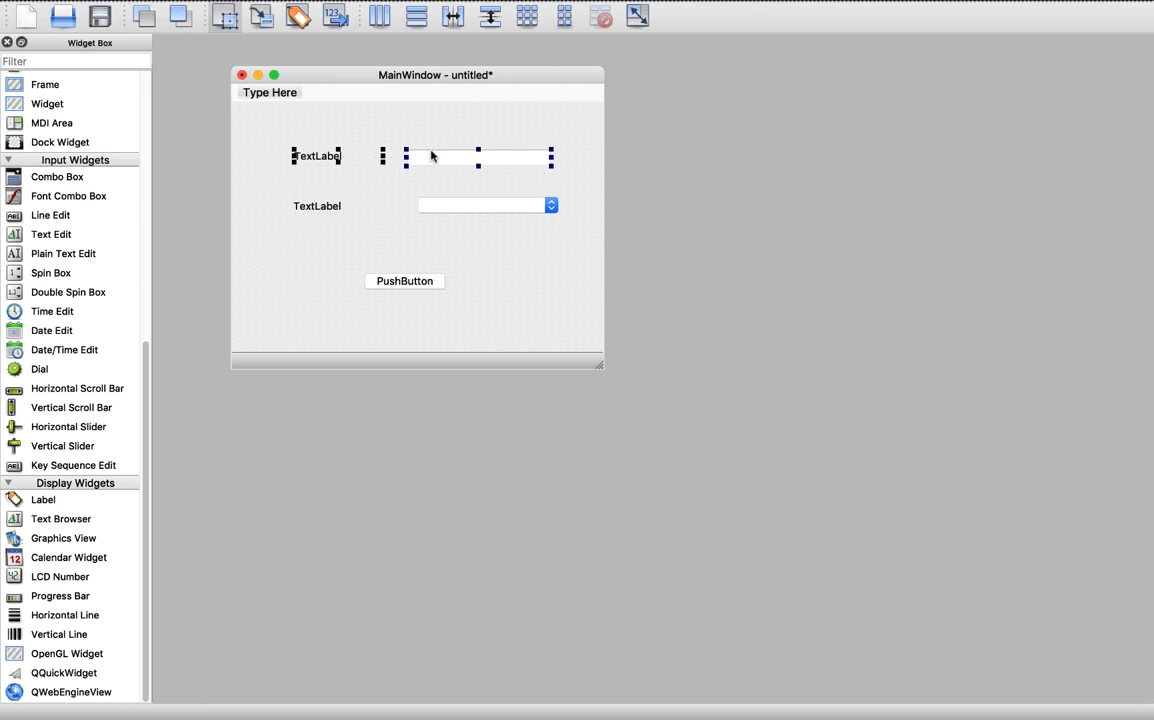 123
Widget Box
Filter
MainWindow - untitled*
Type Here
Frame
Widget
MDI Area
Dock Widget
Input Widgets
Combo Box
Font Combo Box
Line Edit
Text Edit
Plain Text Edit
Spin Box
Double Spin Box
Time Edit
Date Edit
Date/Time Edit
Dial
Horizontal Scroll Bar
Vertical Scroll Bar
Horizontal Slider
Vertical Slider
Key Sequence Edit
Display Widgets
Label
Text Browser
Graphics View
Calendar Widget
LCD Number
Progress Bar
Horizontal Line
Vertical Line
OpenGL Widget
QQuickWidget
QWebEngineView
TextLabel
TextLabel
PushButton